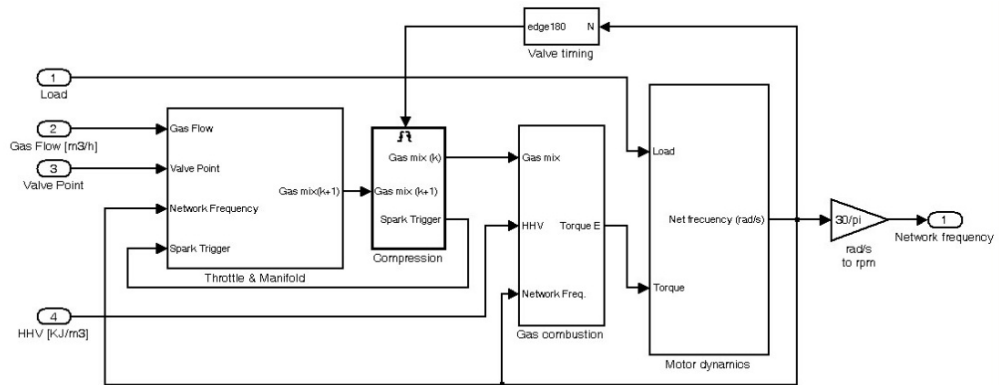 edge180
N
Valve timing
1
Load
2
Gas Flow [m3/h]
3
Valve Point
4
HHV [KJ/m3]
Gas Flow
Valve Point
Network Frequency
Spark Trigger
Gas mix(k+1)
Throttle & Manifold
Gas mix (k)
Gas mix (k+1)
Spark Trigger
Compression
Gas mix
HHV
Torque E
Network Freq.
Gas combustion
Load
Net frecuency (rad/s)
Torque
Motor dynamics
30/pi
rad/s
to rpm
1
Network frequency